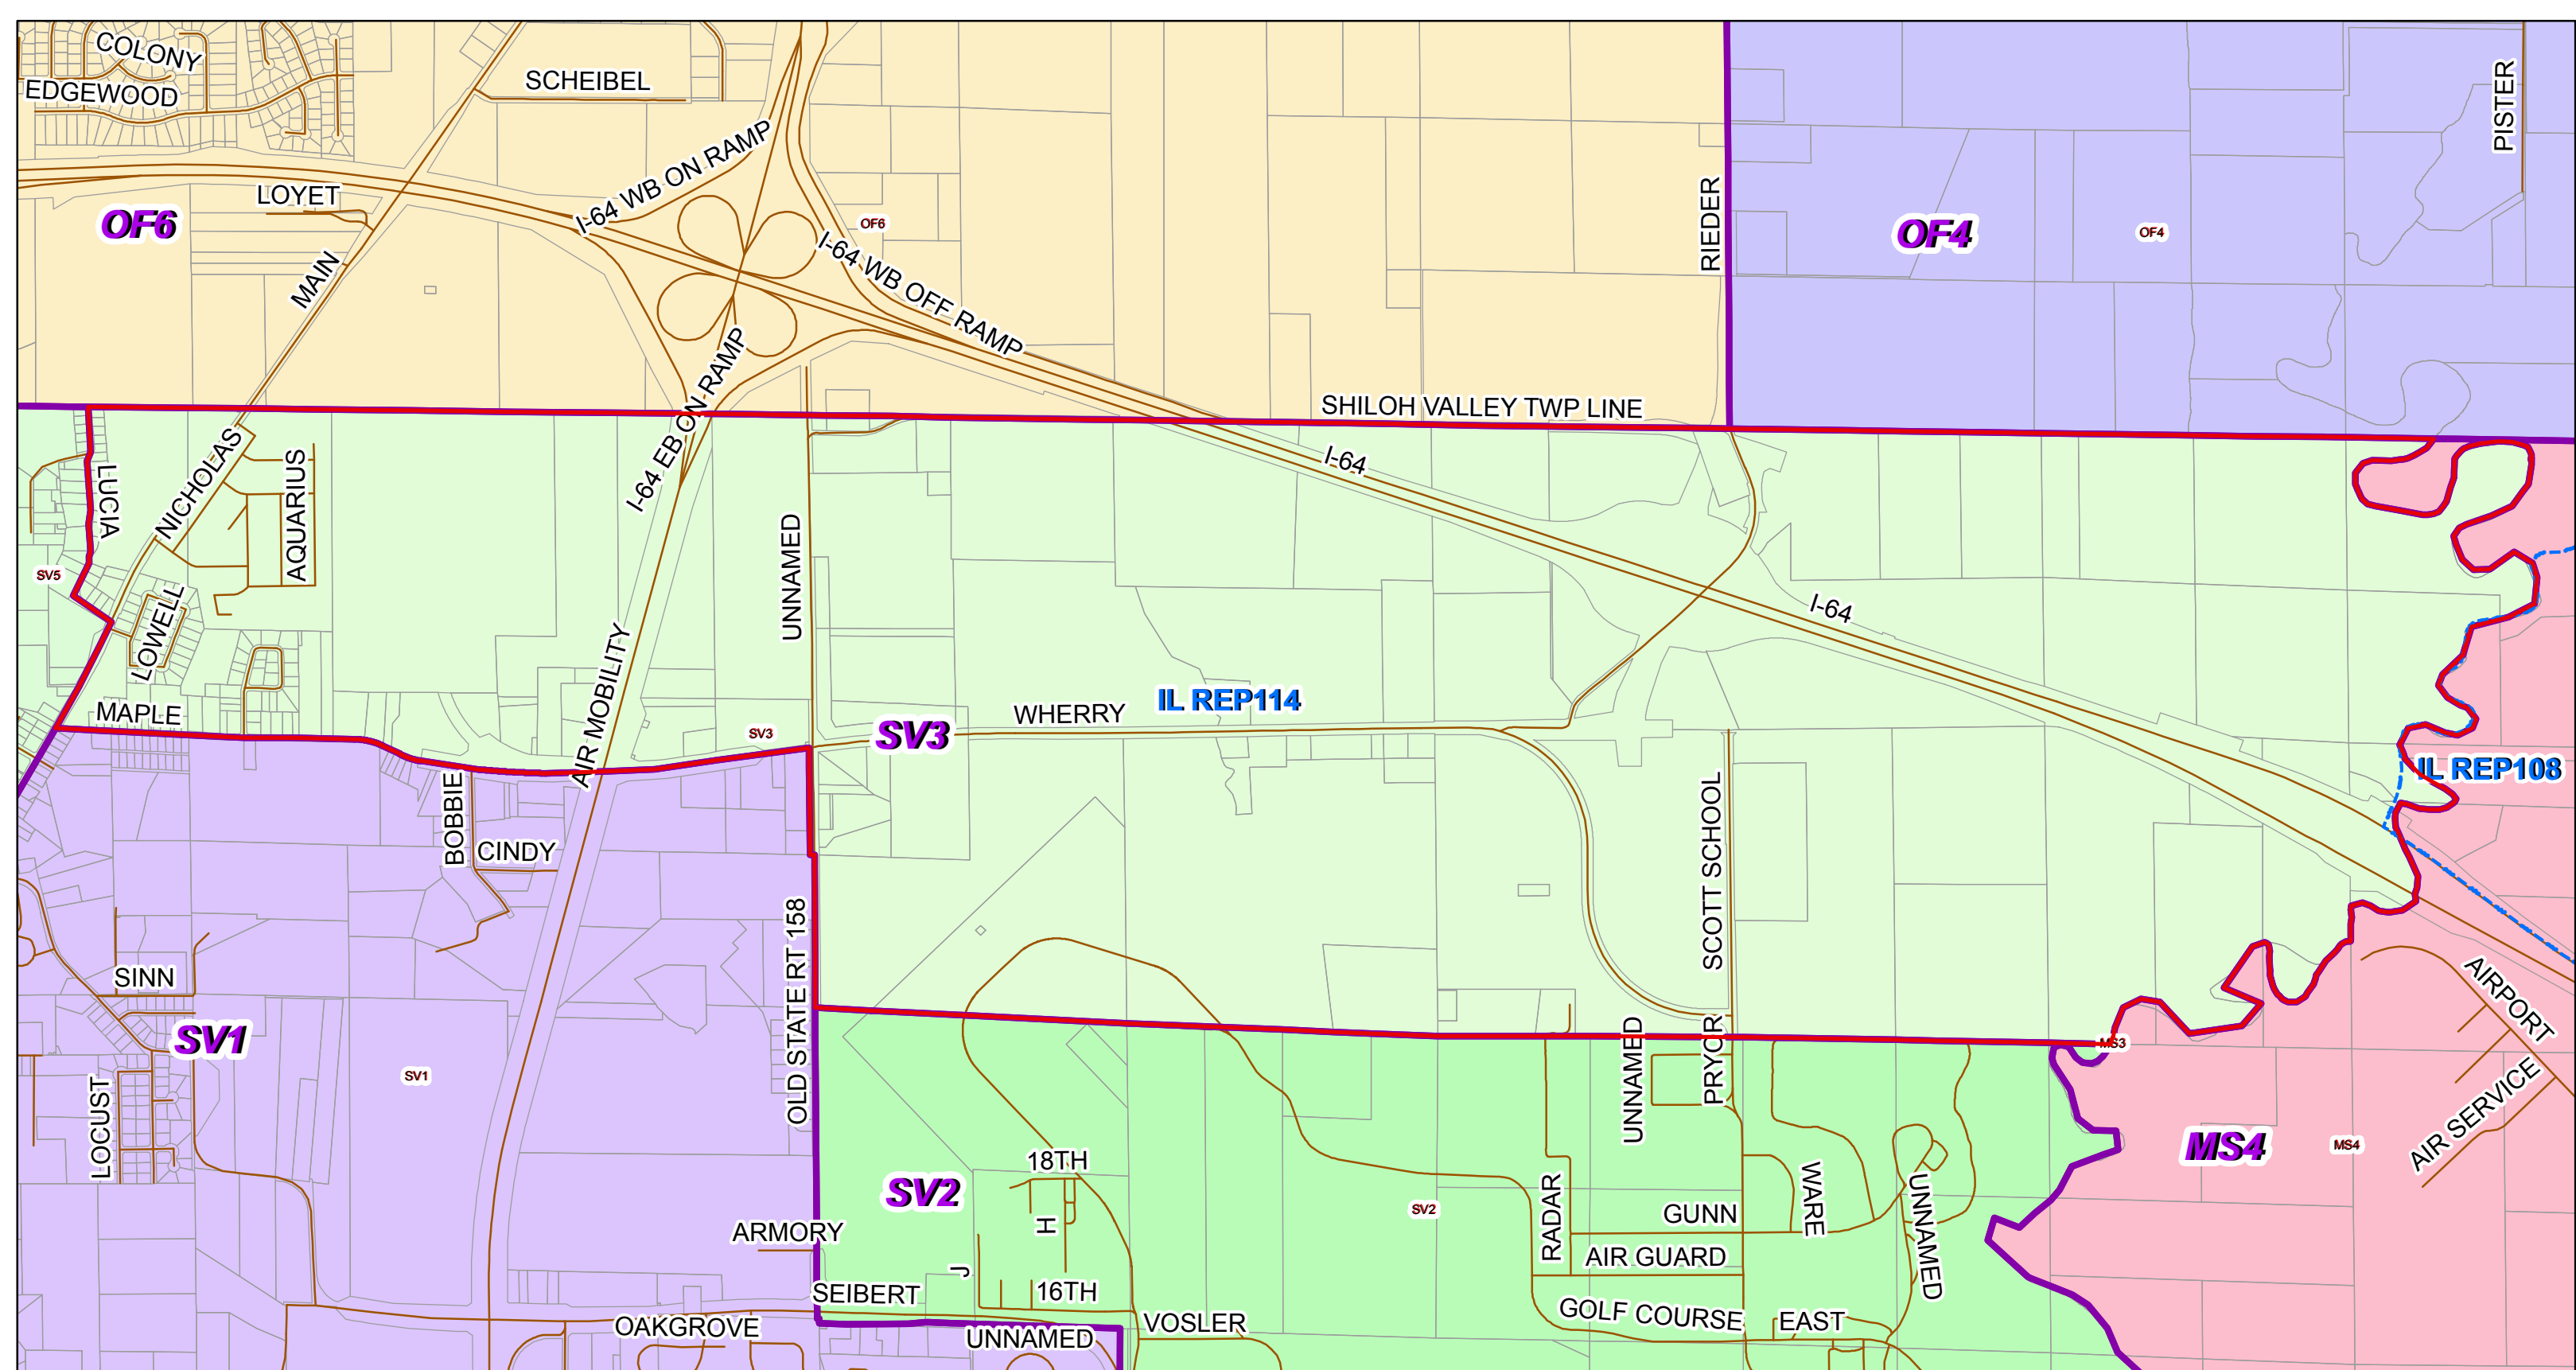 COLONY
EDGEWOOD
SCHEIBEL
PISTER
I-64 WB ON RAMP
LOYET
OF6
OF6
RIEDER
OF4
OF4
MAIN
I-64 WB OFF RAMP
I-64 EB ON RAMP
SHILOH VALLEY TWP LINE
LUCIA
NICHOLAS
AQUARIUS
I-64
SV5
UNNAMED
LOWELL
I-64
AIR MOBILITY
IL REP114
MAPLE
WHERRY
SV3
SV3
IL REP108
BOBBIE
CINDY
SCOTT SCHOOL
OLD STATE RT 158
SINN
AIRPORT
SV1
SV1
MS3
UNNAMED
PRYOR
LOCUST
AIR SERVICE
MS4
MS4
18TH
SV2
SV2
H
RADAR
GUNN
WARE
UNNAMED
ARMORY
AIR GUARD
J
SEIBERT
16TH
GOLF COURSE
EAST
OAKGROVE
UNNAMED
VOSLER